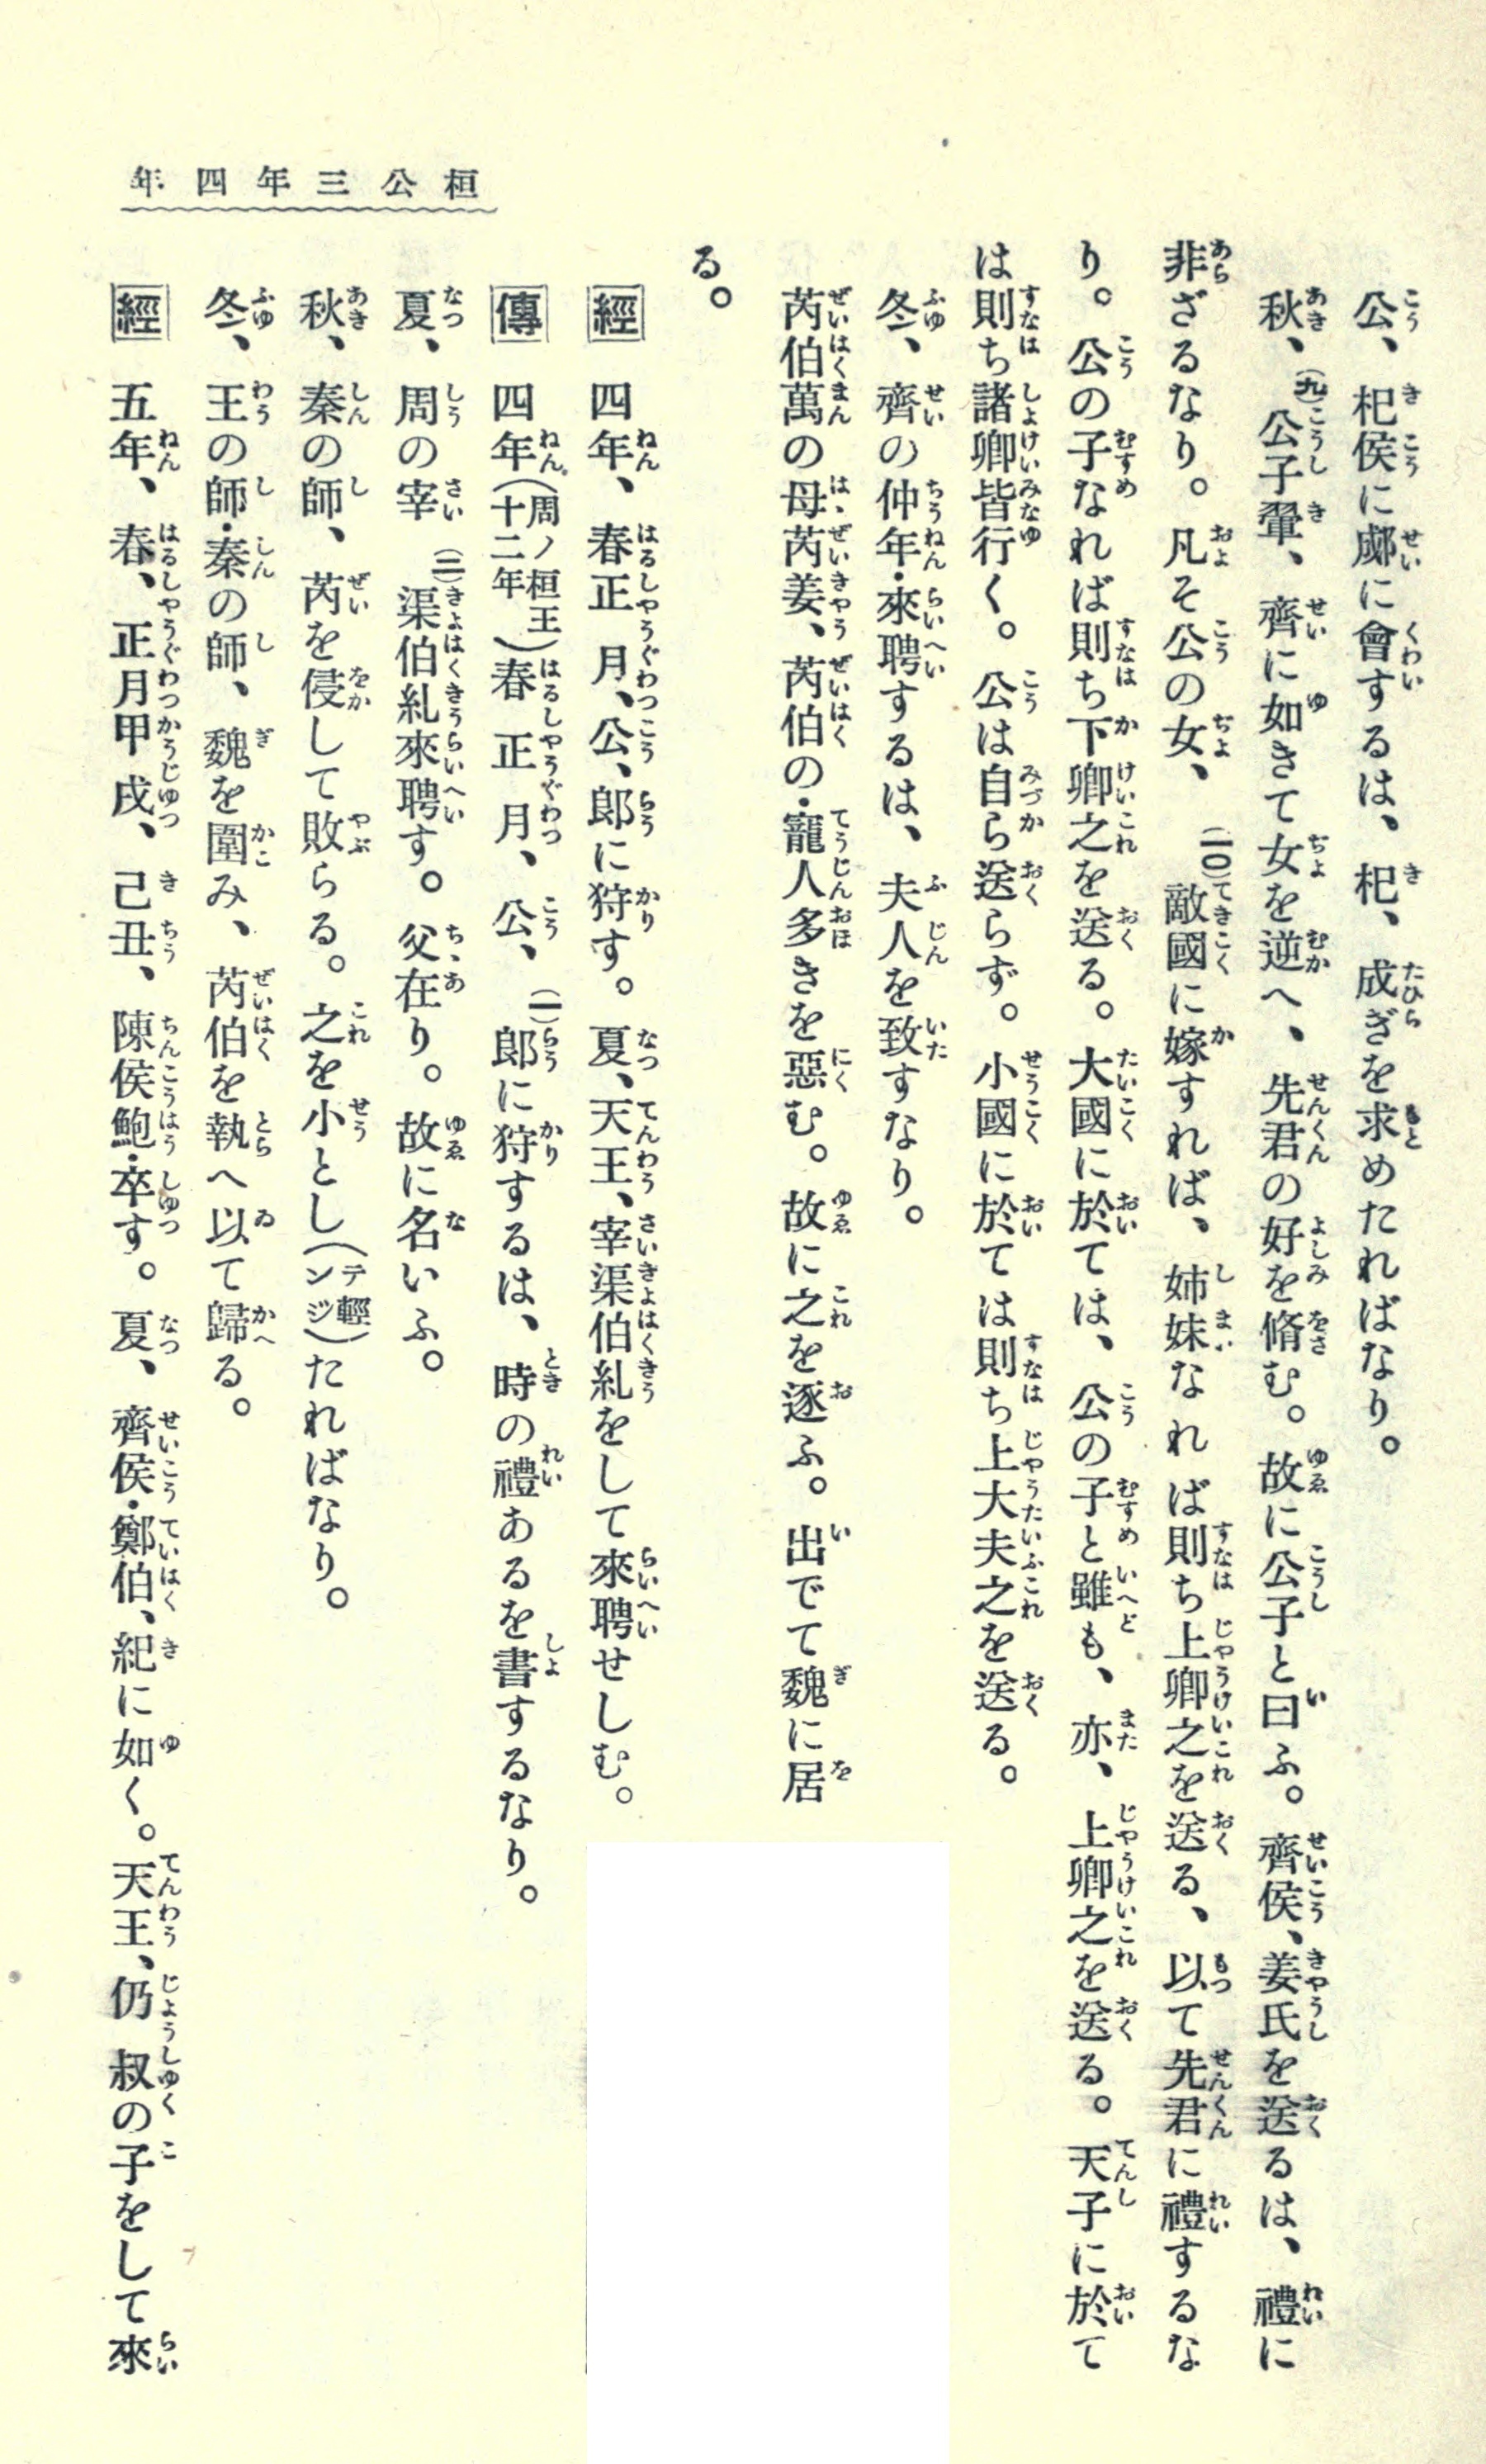 桓公三年四年
公、杞侯に郕に會するは、杞、成ぎを求めたればなり。
秋、(九)公子翬、齊に如きて女を逆へ、先君の好を脩む。故に公子と曰ふ。齊侯、姜氏を送るは、禮に
非ざるなり。凡そ公の女、(一〇)敵國に嫁すれば、姉妹なれば則ち上卿之を送る、以て先君に禮するな
り。公の子なれば則ち下卿之を送る。大國に於ては、公の子と雖も、亦、上卿之を送る。天子に於て
は則ち諸卿皆行く。公は自ら送らず。小國に於ては則ち上大夫之を送る。
冬、齊の仲年・來聘するは、夫人を致すなり。
芮伯萬の母芮姜、芮伯の・寵人多きを惡む。故に之を逐ふ。出でて魏に居
る。
經 四年、春正月、公、郎に狩す。夏、天王、宰渠伯糺をして來聘せしむ。
傳 四年。(周ノ桓王十二年)春正月、公、(一)郎に狩するは、時の禮あるを書するなり。
夏、周の宰(二)渠伯糺來聘す。父在り。故に名いふ。
秋、秦の師、芮を侵して敗らる。之を小とし(テ輕ンジ)たればなり。
冬、王の師・秦の師、魏を圍み、芮伯を執へ以て歸る。
經 五年、春、正月甲戌、己丑、陳侯鮑・卒す。夏、齊侯・鄭伯、紀に如く。天王、仍叔の子をして來